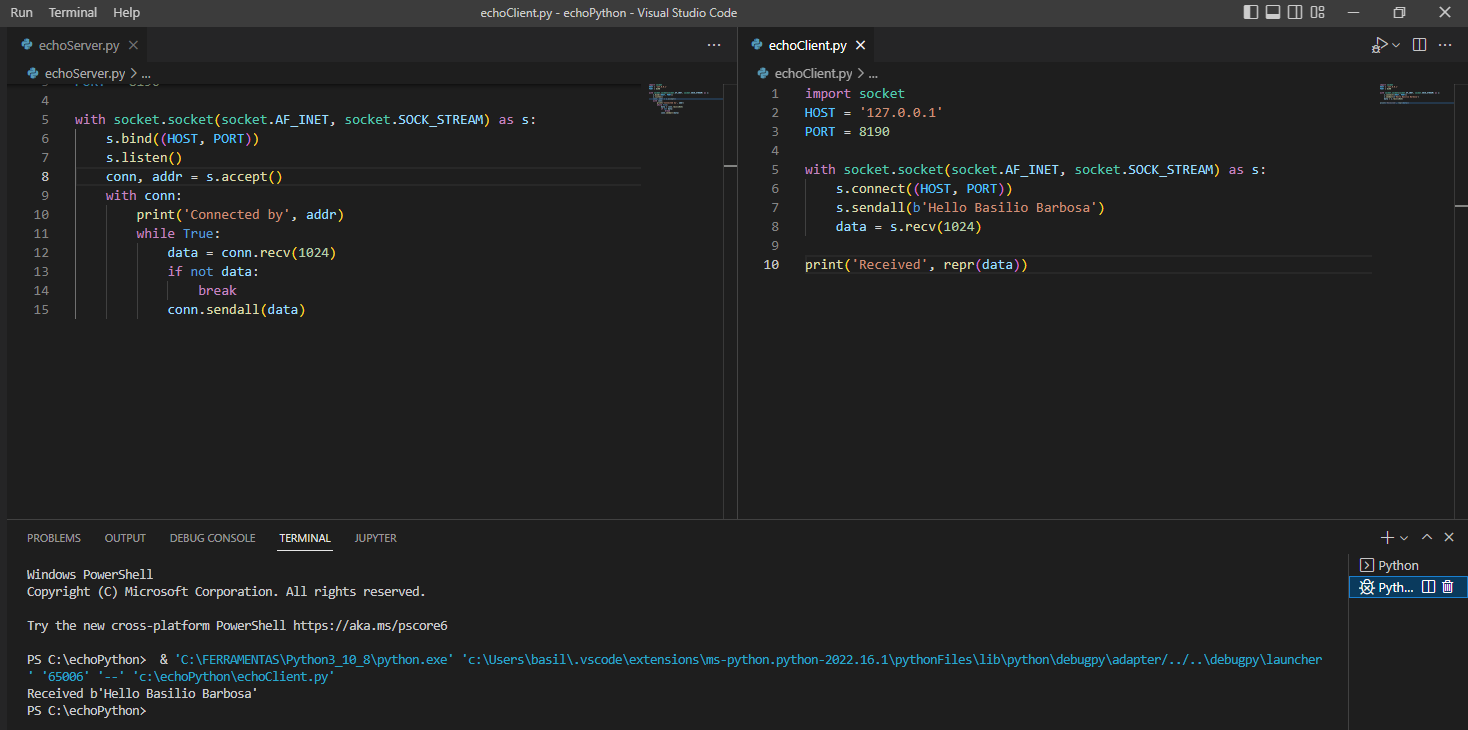 Run Terminal Help echoClient.py - echoPython - Visual Studio Code
echoServer.py
echoServer.py > ...
4
5 with socket.socket(socket.AF_INET, socket.SOCK_STREAM) as s:
6 s.bind((HOST, PORT))
7 s.listen()
8 conn, addr = s.accept()
9 with conn:
10 print('Connected by', addr)
11 while True:
12 data = conn.recv(1024)
13 if not data:
14 break
15 conn.sendall(data)
echoClient.py
echoClient.py > ...
1 import socket
2 HOST = '127.0.0.1'
3 PORT = 8190
4
5 with socket.socket(socket.AF_INET, socket.SOCK_STREAM) as s:
6 s.connect((HOST, PORT))
7 s.sendall(b'Hello Basilio Barbosa')
8 data = s.recv(1024)
9
10 print('Received', repr(data))
PROBLEMS OUTPUT DEBUG CONSOLE TERMINAL JUPYTER
Windows PowerShell
Copyright (C) Microsoft Corporation. All rights reserved.
Try the new cross-platform PowerShell https://aka.ms/pscore6
PS C:\echoPython> & 'C:\FERRAMENTAS\Python3_10_8\python.exe' 'c:\Users\basil\.vscode\extensions\ms-python.python-2022.16.1\pythonFiles\lib\python\debugpy\adapter/../..\debugpy\launcher
' '65006' '--' 'c:\echoPython\echoClient.py'
Received b'Hello Basilio Barbosa'
PS C:\echoPython>
Python
Pyth...